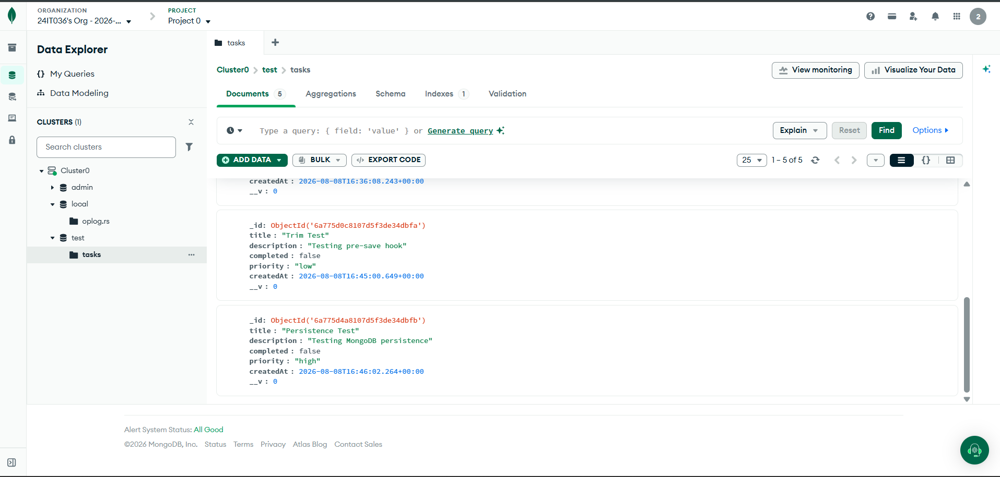 ORGANIZATION
24IT036's Org - 2026-...
PROJECT
Project 0
2
Data Explorer
My Queries
Data Modeling
CLUSTERS (1)
Search clusters
Cluster0
admin
local
oplog.rs
test
tasks
tasks
Cluster0 > test > tasks
View monitoring
Visualize Your Data
Documents 5
Aggregations
Schema
Indexes 1
Validation
Type a query: { field: 'value' } or Generate query
Explain
Reset
Find
Options
ADD DATA
BULK
EXPORT CODE
25
1 – 5 of 5
createdAt : 2026-08-08T16:36:08.243+00:00
__v : 0
_id: ObjectId('6a775d0c8107d5f3de34dbfa')
title : "Trim Test"
description : "Testing pre-save hook"
completed : false
priority : "low"
createdAt : 2026-08-08T16:45:00.649+00:00
__v : 0
_id: ObjectId('6a775d4a8107d5f3de34dbfb')
title : "Persistence Test"
description : "Testing MongoDB persistence"
completed : false
priority : "high"
createdAt : 2026-08-08T16:46:02.264+00:00
__v : 0
Alert System Status: All Good
©2026 MongoDB, Inc. Status Terms Privacy Atlas Blog Contact Sales